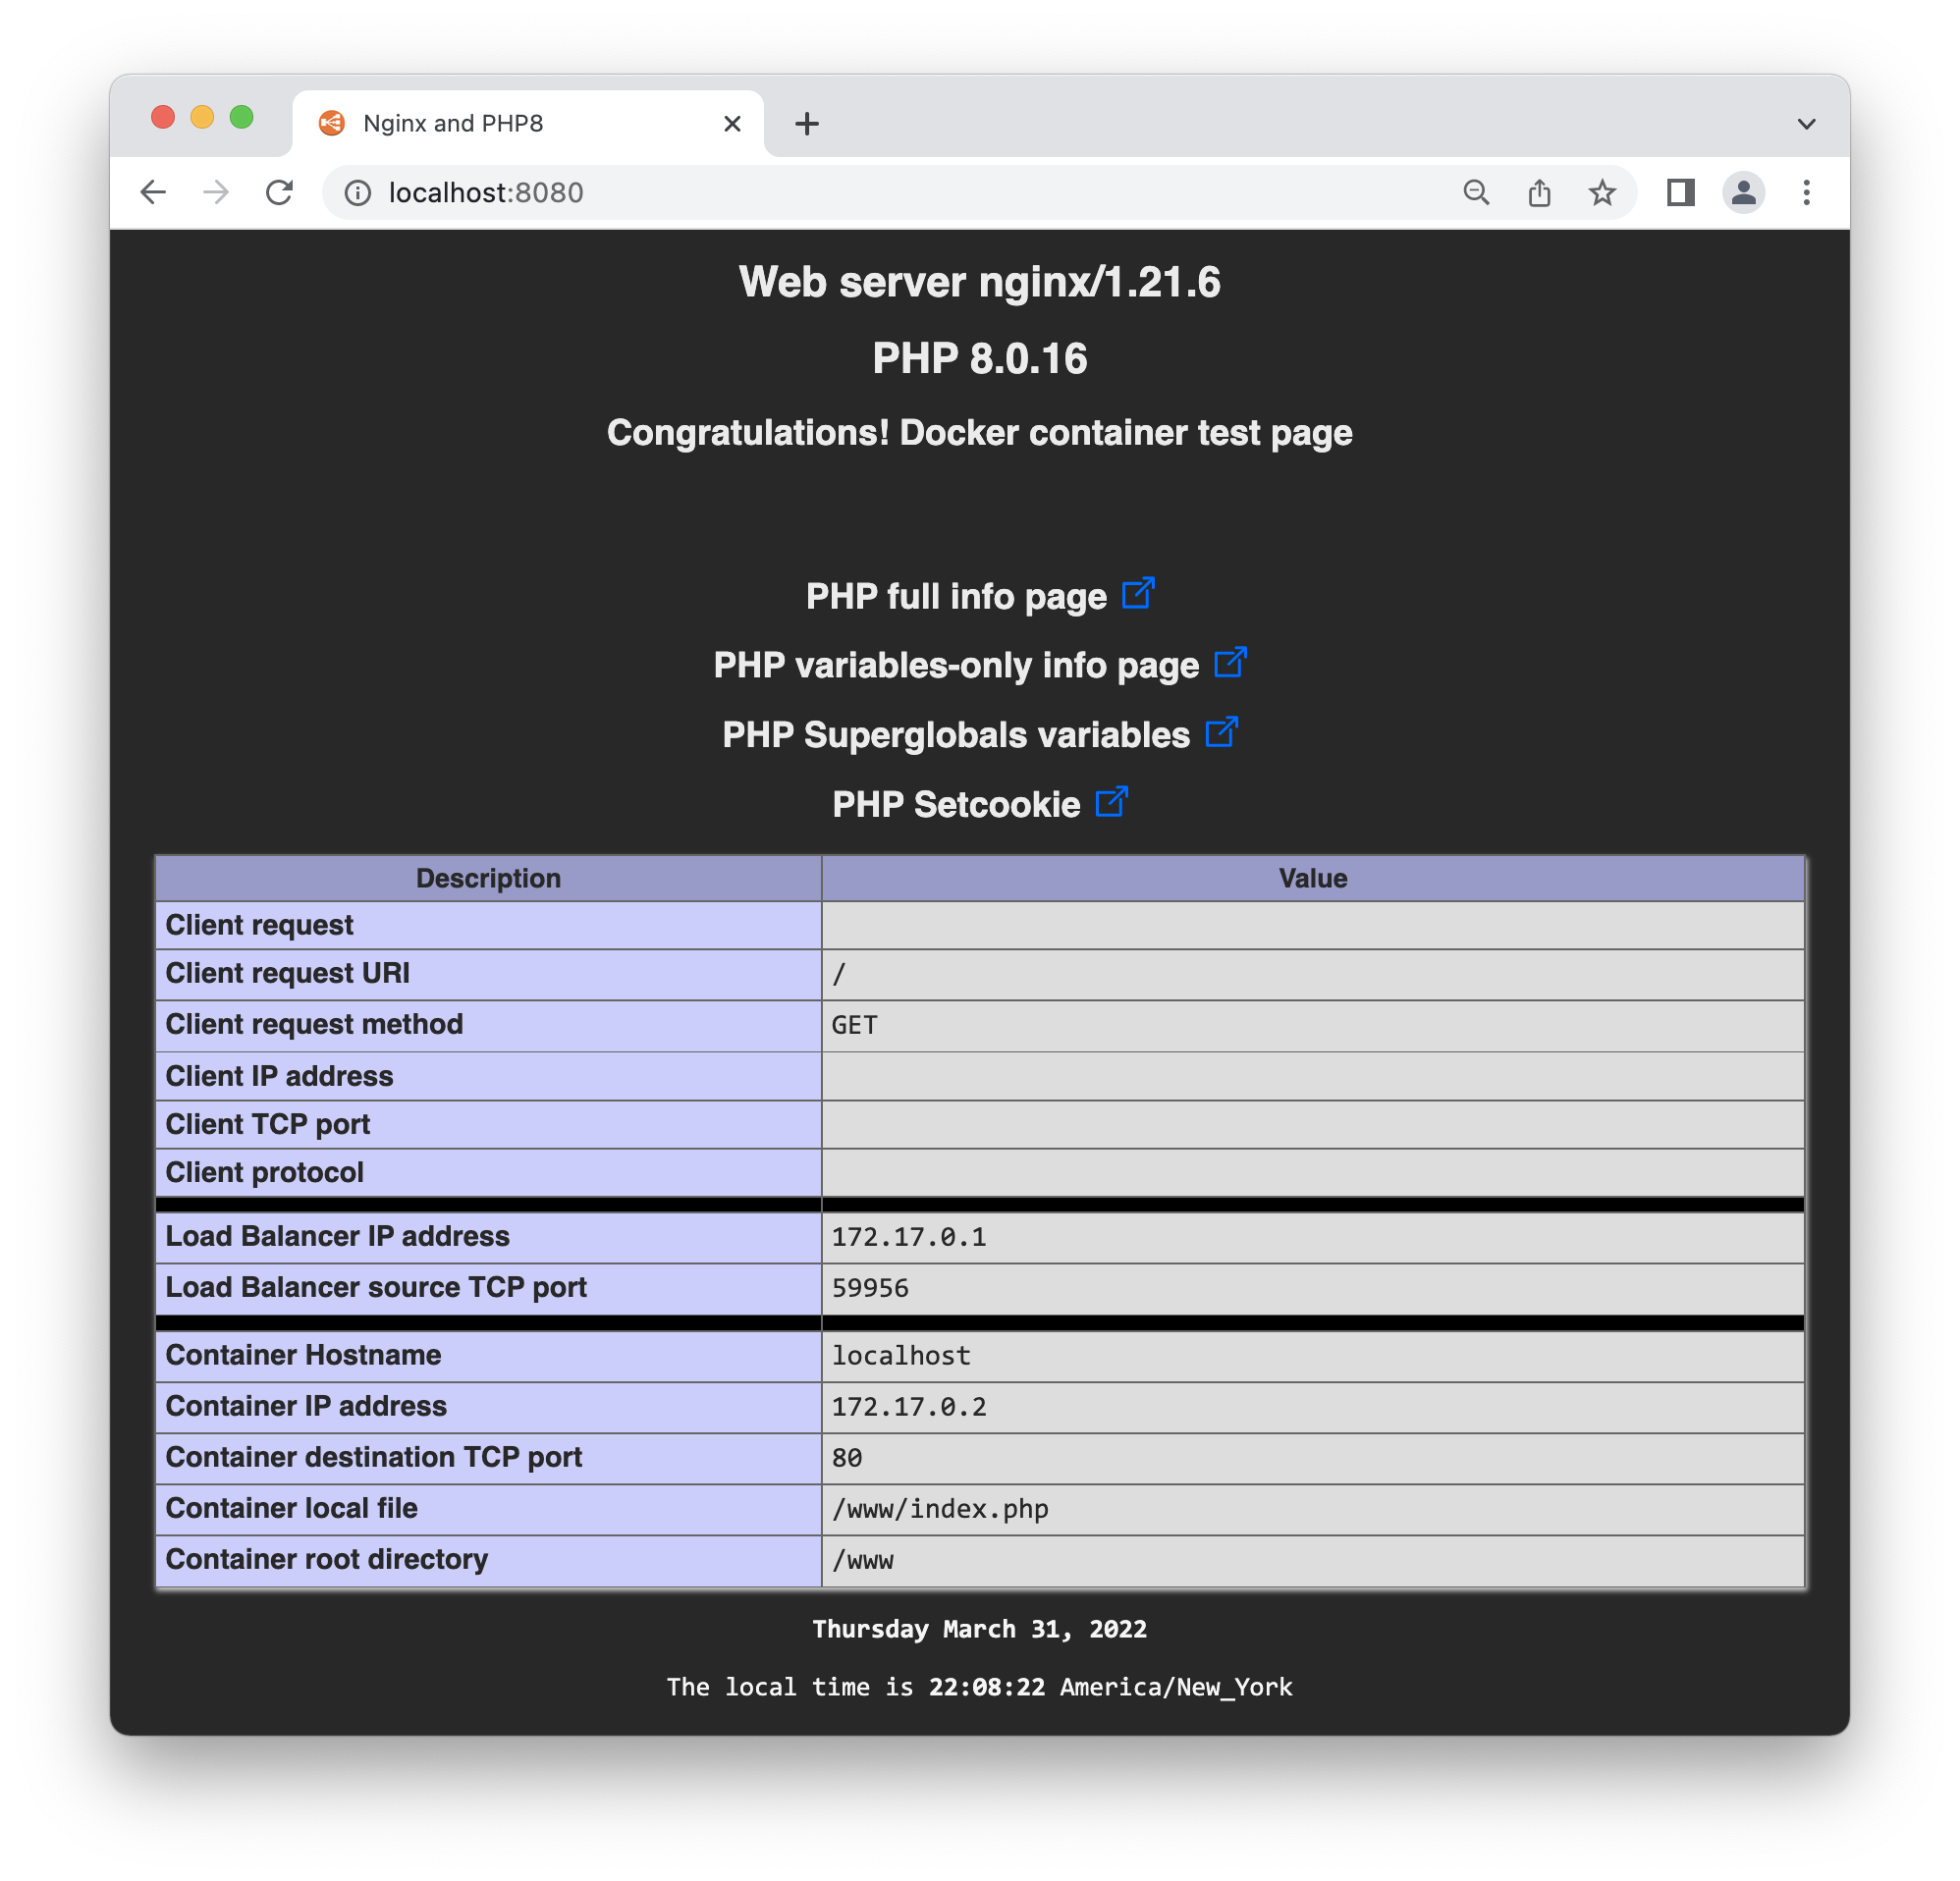 Nginx and PHP8
localhost:8080
Web server nginx/1.21.6
PHP 8.0.16
Congratulations! Docker container test page
PHP full info page
PHP variables-only info page
PHP Superglobals variables
PHP Setcookie
Description Value
Client request
Client request URI /
Client request method GET
Client IP address
Client TCP port
Client protocol
Load Balancer IP address 172.17.0.1
Load Balancer source TCP port 59956
Container Hostname localhost
Container IP address 172.17.0.2
Container destination TCP port 80
Container local file /www/index.php
Container root directory /www
Thursday March 31, 2022
The local time is 22:08:22 America/New_York